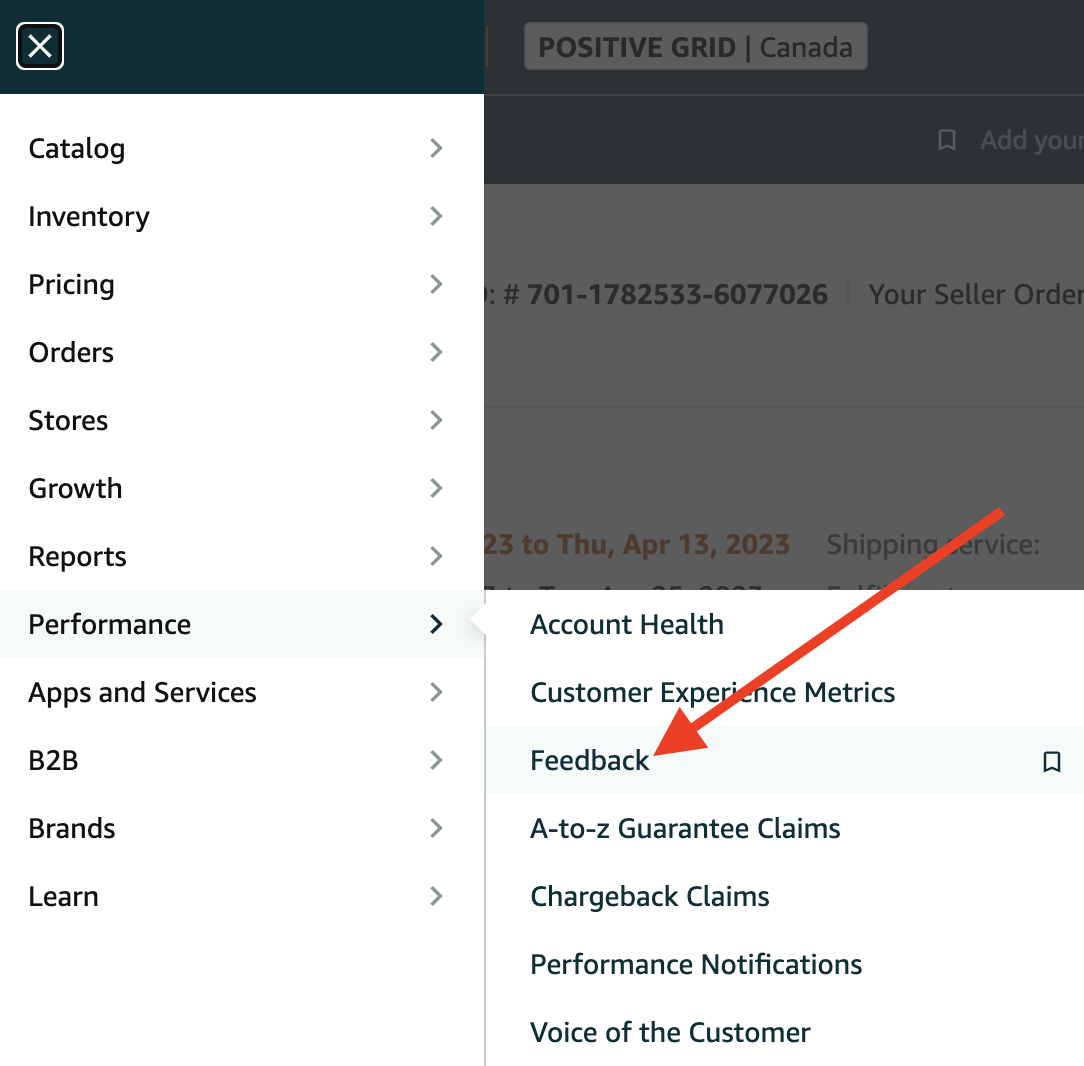 POSITIVE GRID | Canada
Add your
Catalog
Inventory
Pricing
Orders
Stores
Growth
Reports
Performance
Apps and Services
B2B
Brands
Learn
: # 701-1782533-6077026
Your Seller Order
23 to Thu, Apr 13, 2023
Shipping service:
Account Health
Customer Experience Metrics
Feedback
A-to-z Guarantee Claims
Chargeback Claims
Performance Notifications
Voice of the Customer